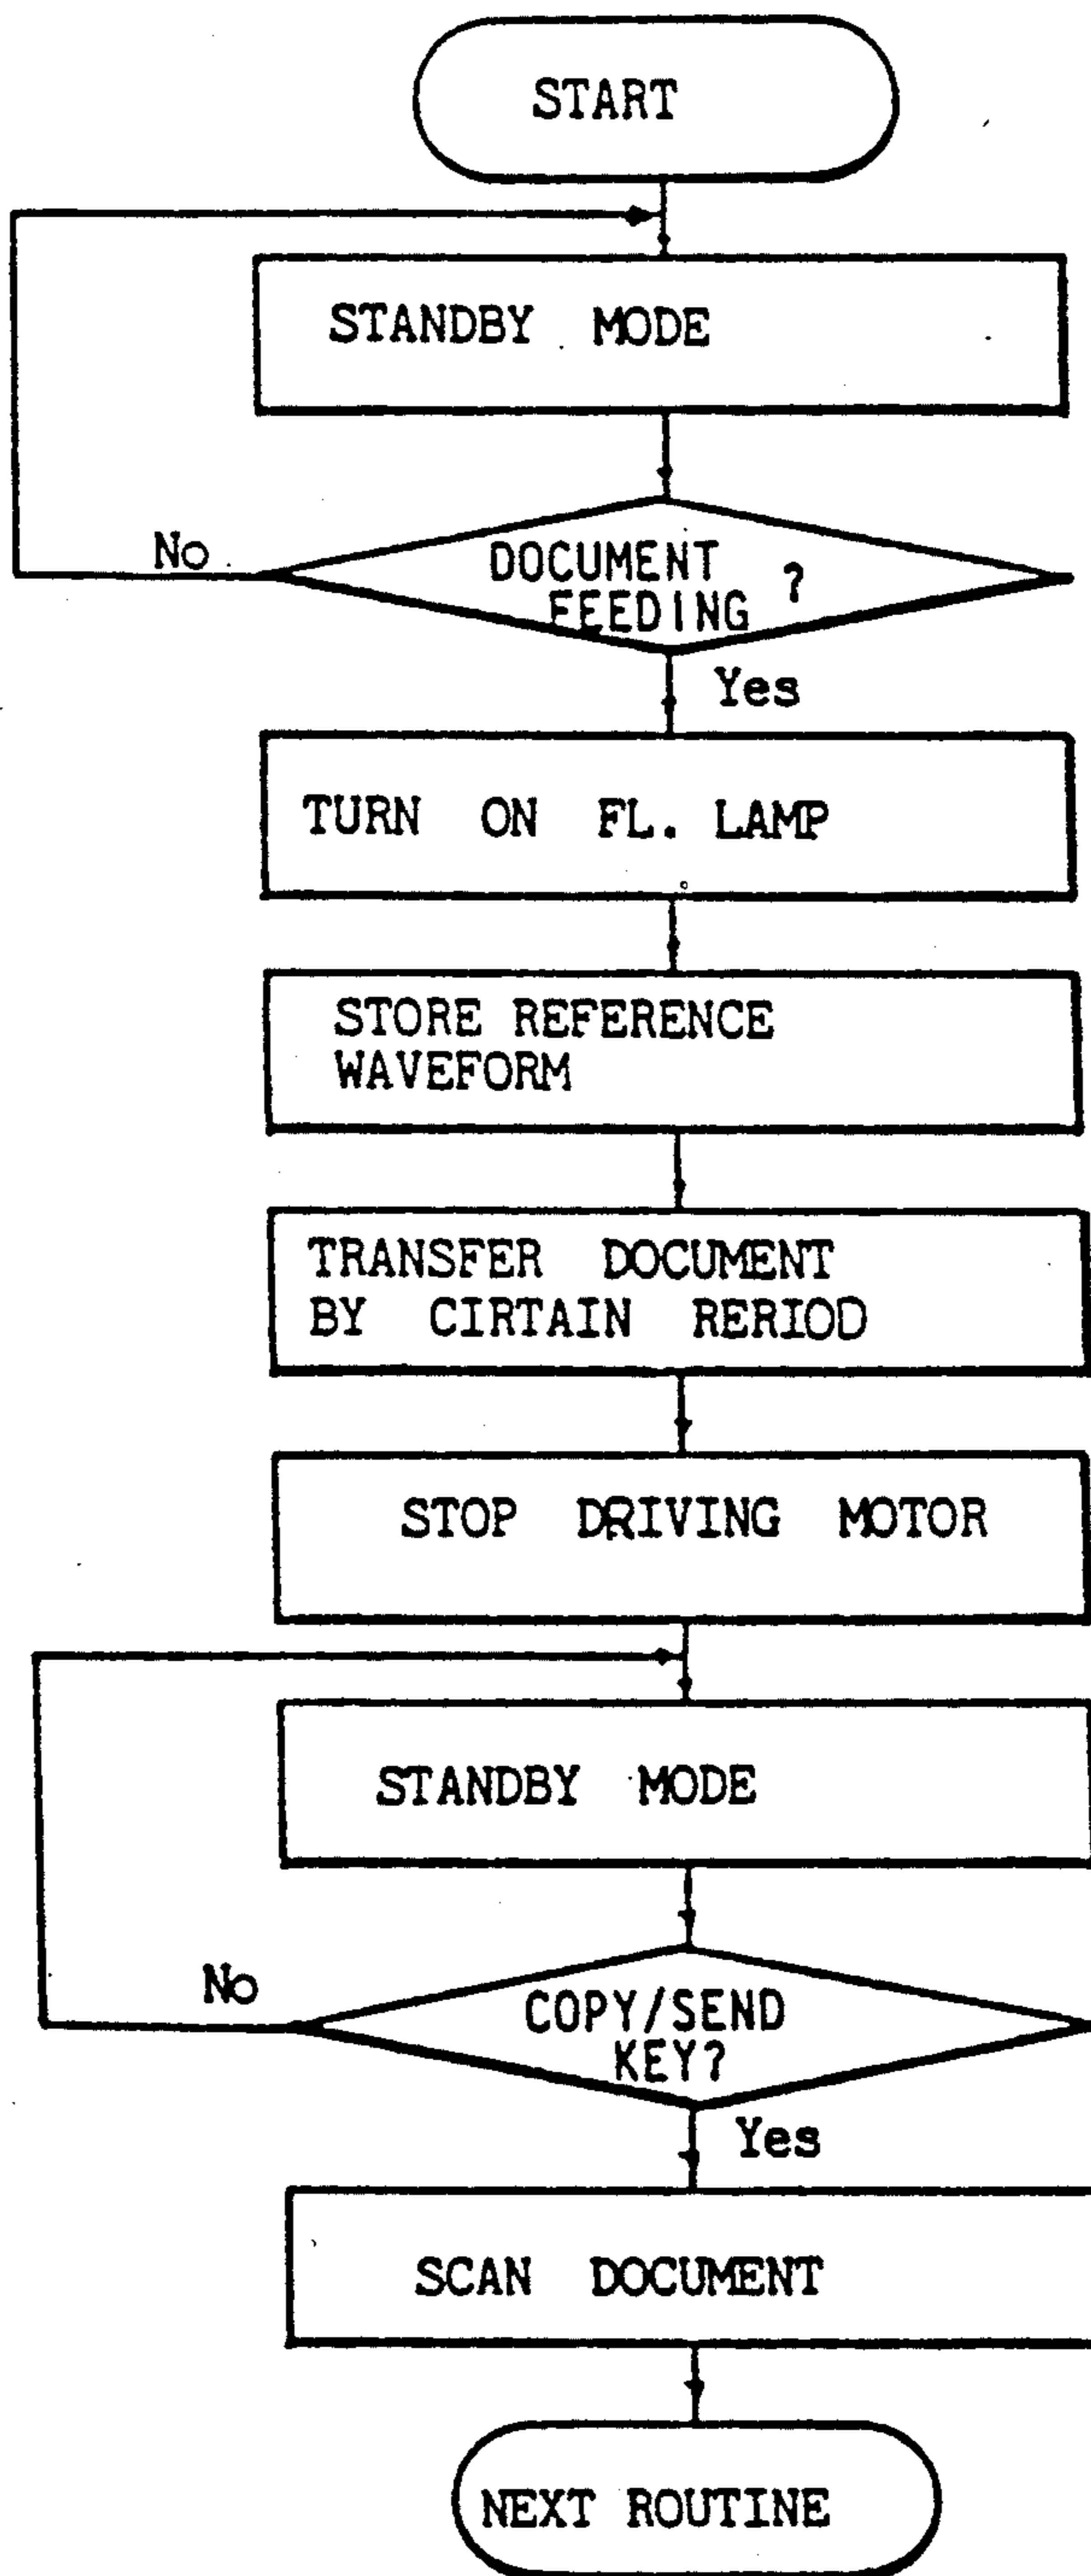 START
STANDBY MODE
No
DOCUMENT
FEEDING ?
Yes
TURN ON FL. LAMP
STORE REFERENCE
WAVEFORM
TRANSFER DOCUMENT
BY CIRTAIN RERIOD
STOP DRIVING MOTOR
STANDBY MODE
No
COPY/SEND
KEY?
Yes
SCAN DOCUMENT
NEXT ROUTINE